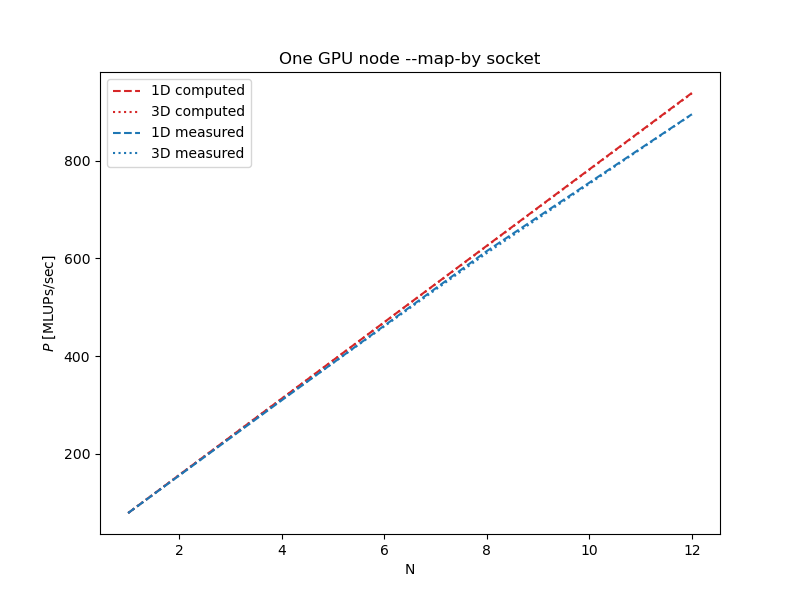 One GPU node --map-by socket
1D computed
3D computed
1D measured
3D measured
800
600
400
200
P [MLUPs/sec]
2 4 6 8 10 12
N